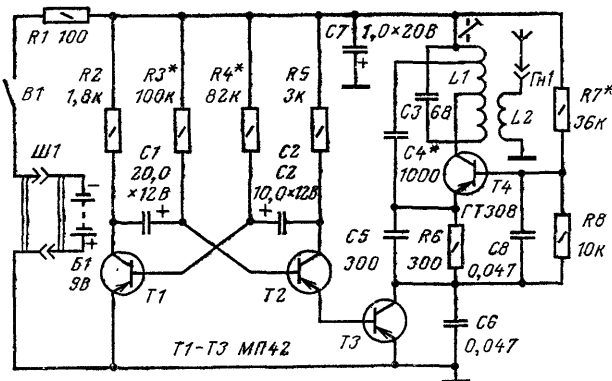 R1 100
C7 1,0×20В
В1
R2
1,8к
R3*
100к
R4*
82к
R5
3к
L1
Гн1
C3
68
L2
R7*
36к
C4*
1000
Ш1
C1
20,0
×12В
C2
C2
10,0×12В
T4
ГТ308
Б1
9В
T1
T2
C5
300
R6
300
C8
0,047
R8
10к
T3
T1-T3 МП42
C6
0,047